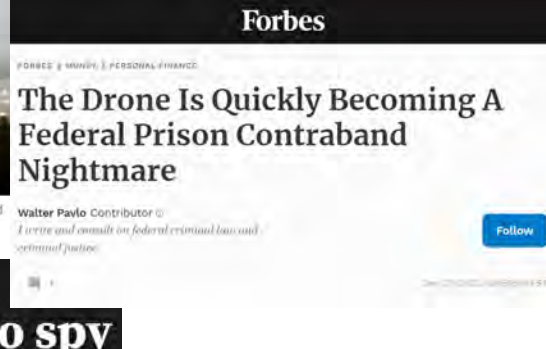 Forbes
FORBES > MONEY > PERSONAL FINANCE
The Drone Is Quickly Becoming A
Federal Prison Contraband
Nightmare
Walter Pavlo Contributor
I write and consult on federal criminal law and
criminal justice.
Follow
o spy